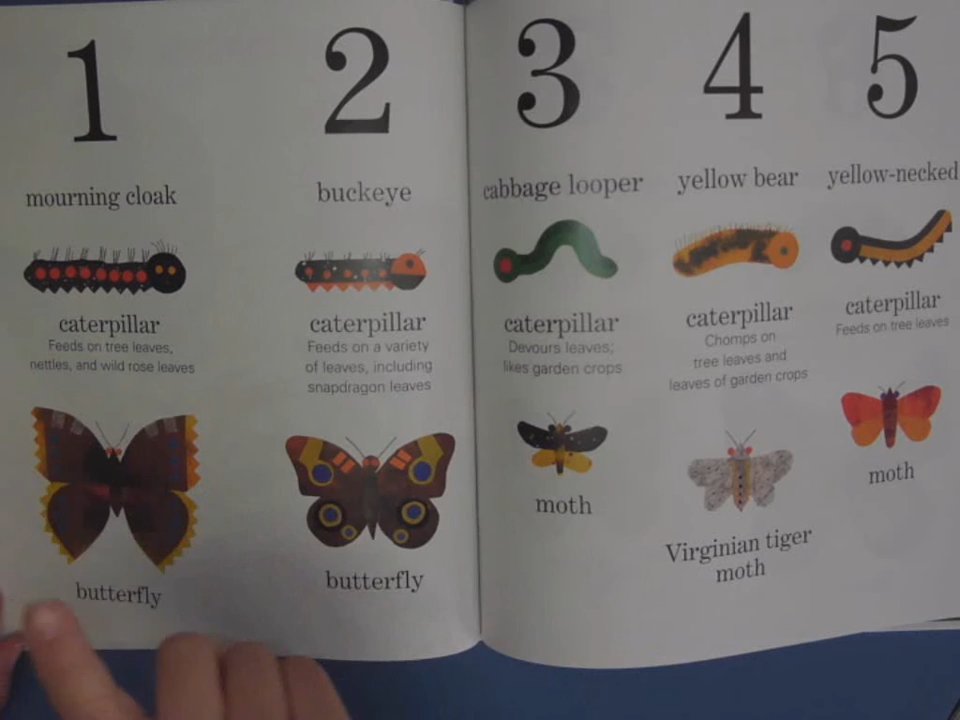 1
mourning cloak
caterpillar
Feeds on tree leaves,
nettles, and wild rose leaves
butterfly
2
buckeye
caterpillar
Feeds on a variety
of leaves, including
snapdragon leaves
butterfly
3
cabbage looper
caterpillar
Devours leaves;
likes garden crops
moth
4
yellow bear
caterpillar
Chomps on
tree leaves and
leaves of garden crops
Virginian tiger
moth
5
yellow-necked
caterpillar
Feeds on tree leaves
moth